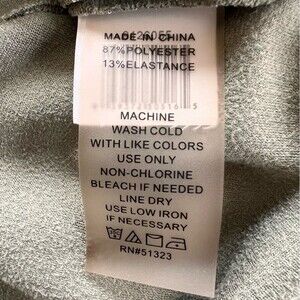 MADE IN CHINA
87% POLYESTER
13% ELASTANCE
MACHINE
WASH COLD
WITH LIKE COLORS
USE ONLY
NON-CHLORINE
BLEACH IF NEEDED
LINE DRY
USE LOW IRON
IF NECESSARY
RN#51323